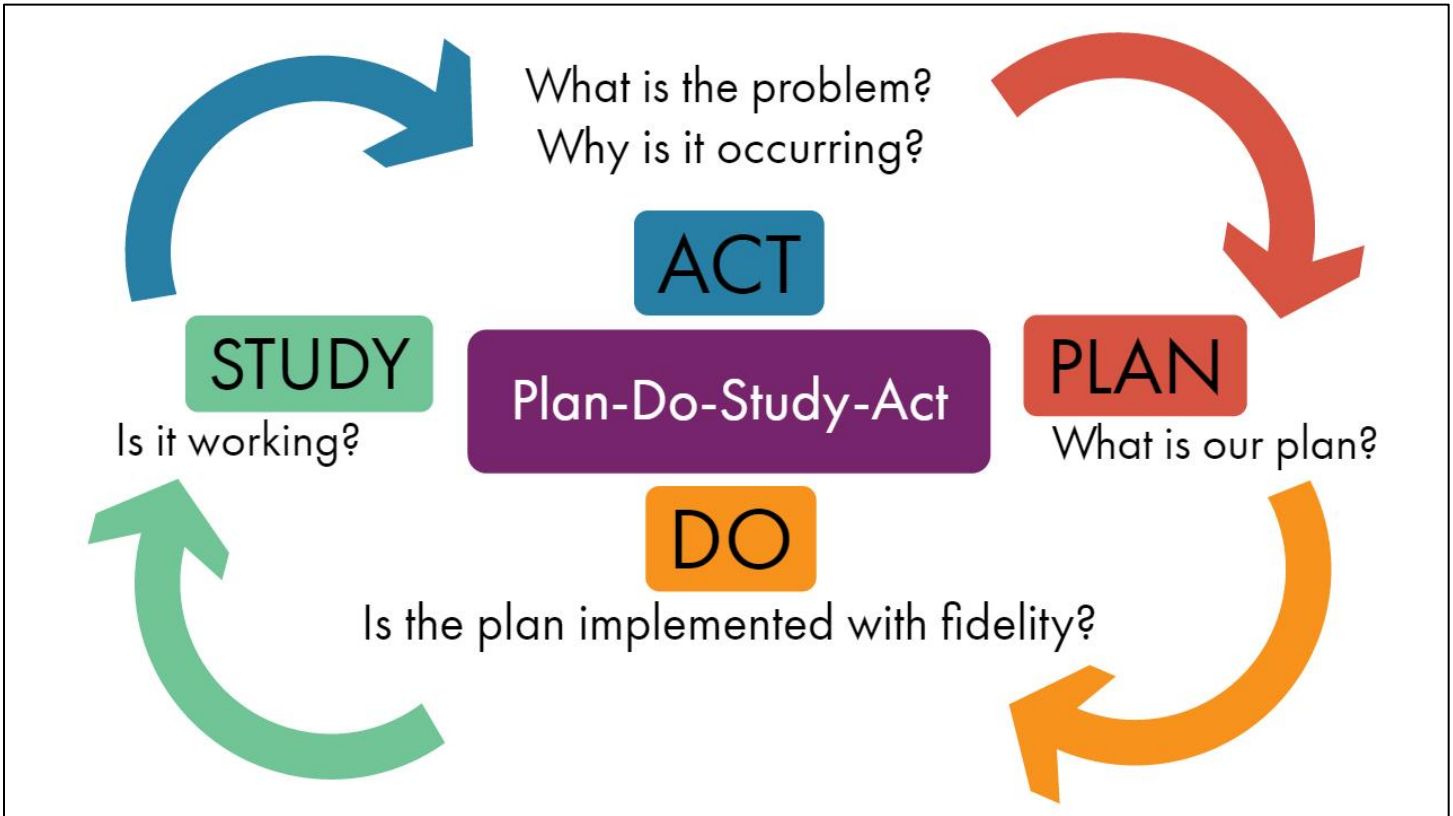 What is the problem?
Why is it occurring?
ACT
STUDY
Is it working?
Plan-Do-Study-Act
PLAN
What is our plan?
DO
Is the plan implemented with fidelity?